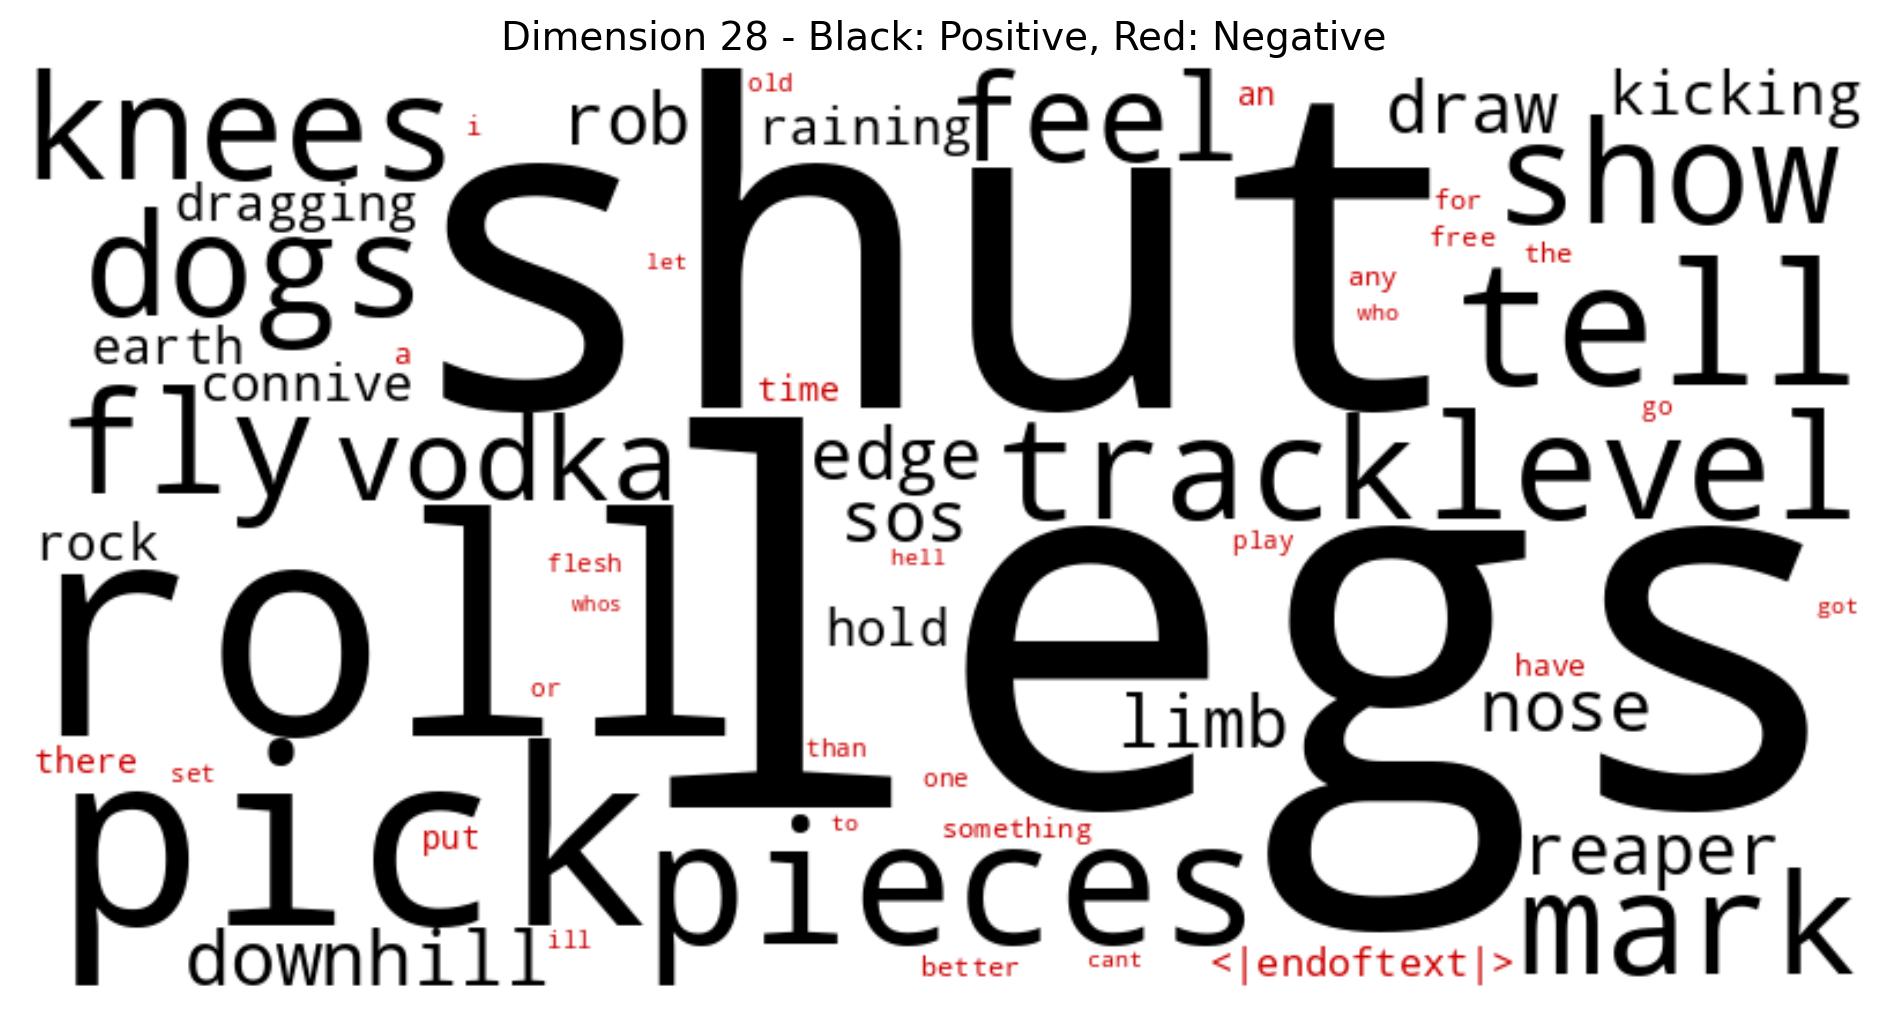 Dimension 28 - Black: Positive, Red: Negative
knees
i
rob
old
raining
feel
an
draw
kicking
show
dragging
dogs
shut
let
for
free
the
any
who
tell
earth
a
connive
time
go
fly
vodka
edge
track
level
sos
rock
roll
flesh
whos
hell
play
legs
got
hold
or
have
limb
nose
there
set
than
one
pick
put
to
something
pieces
reaper
mark
downhill
ill
better
cant
<|endoftext|>